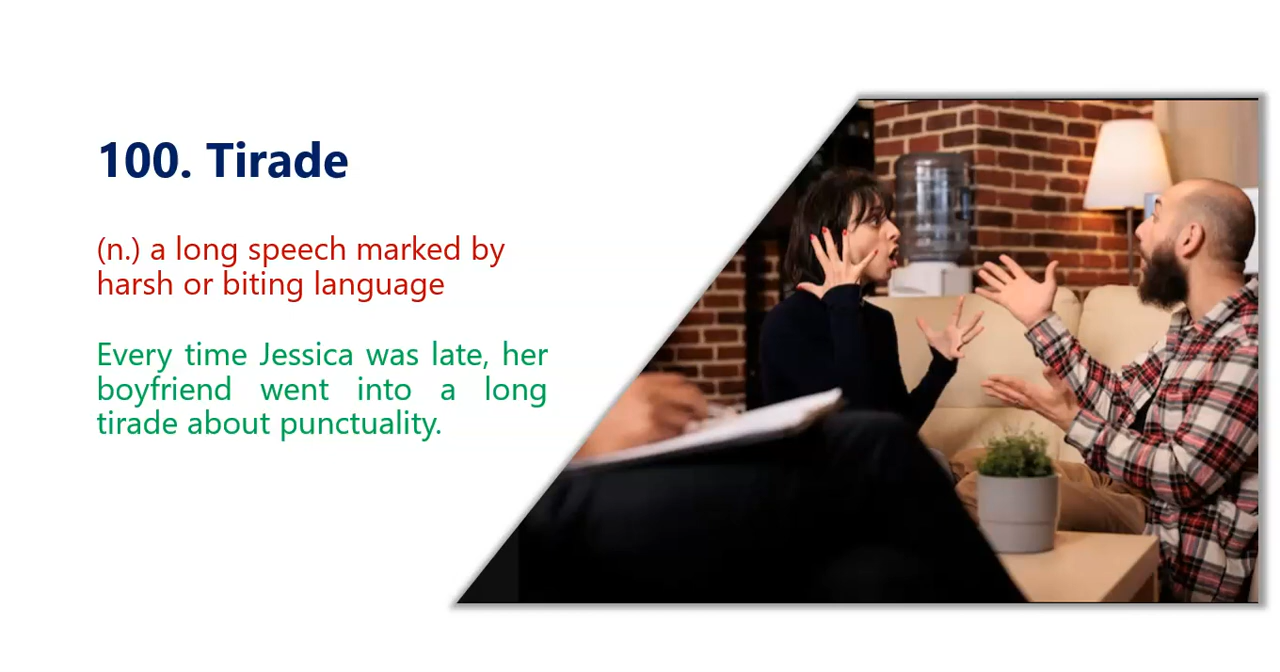 100. Tirade
(n.) a long speech marked by
harsh or biting language
Every time Jessica was late, her
boyfriend went into a long
tirade about punctuality.